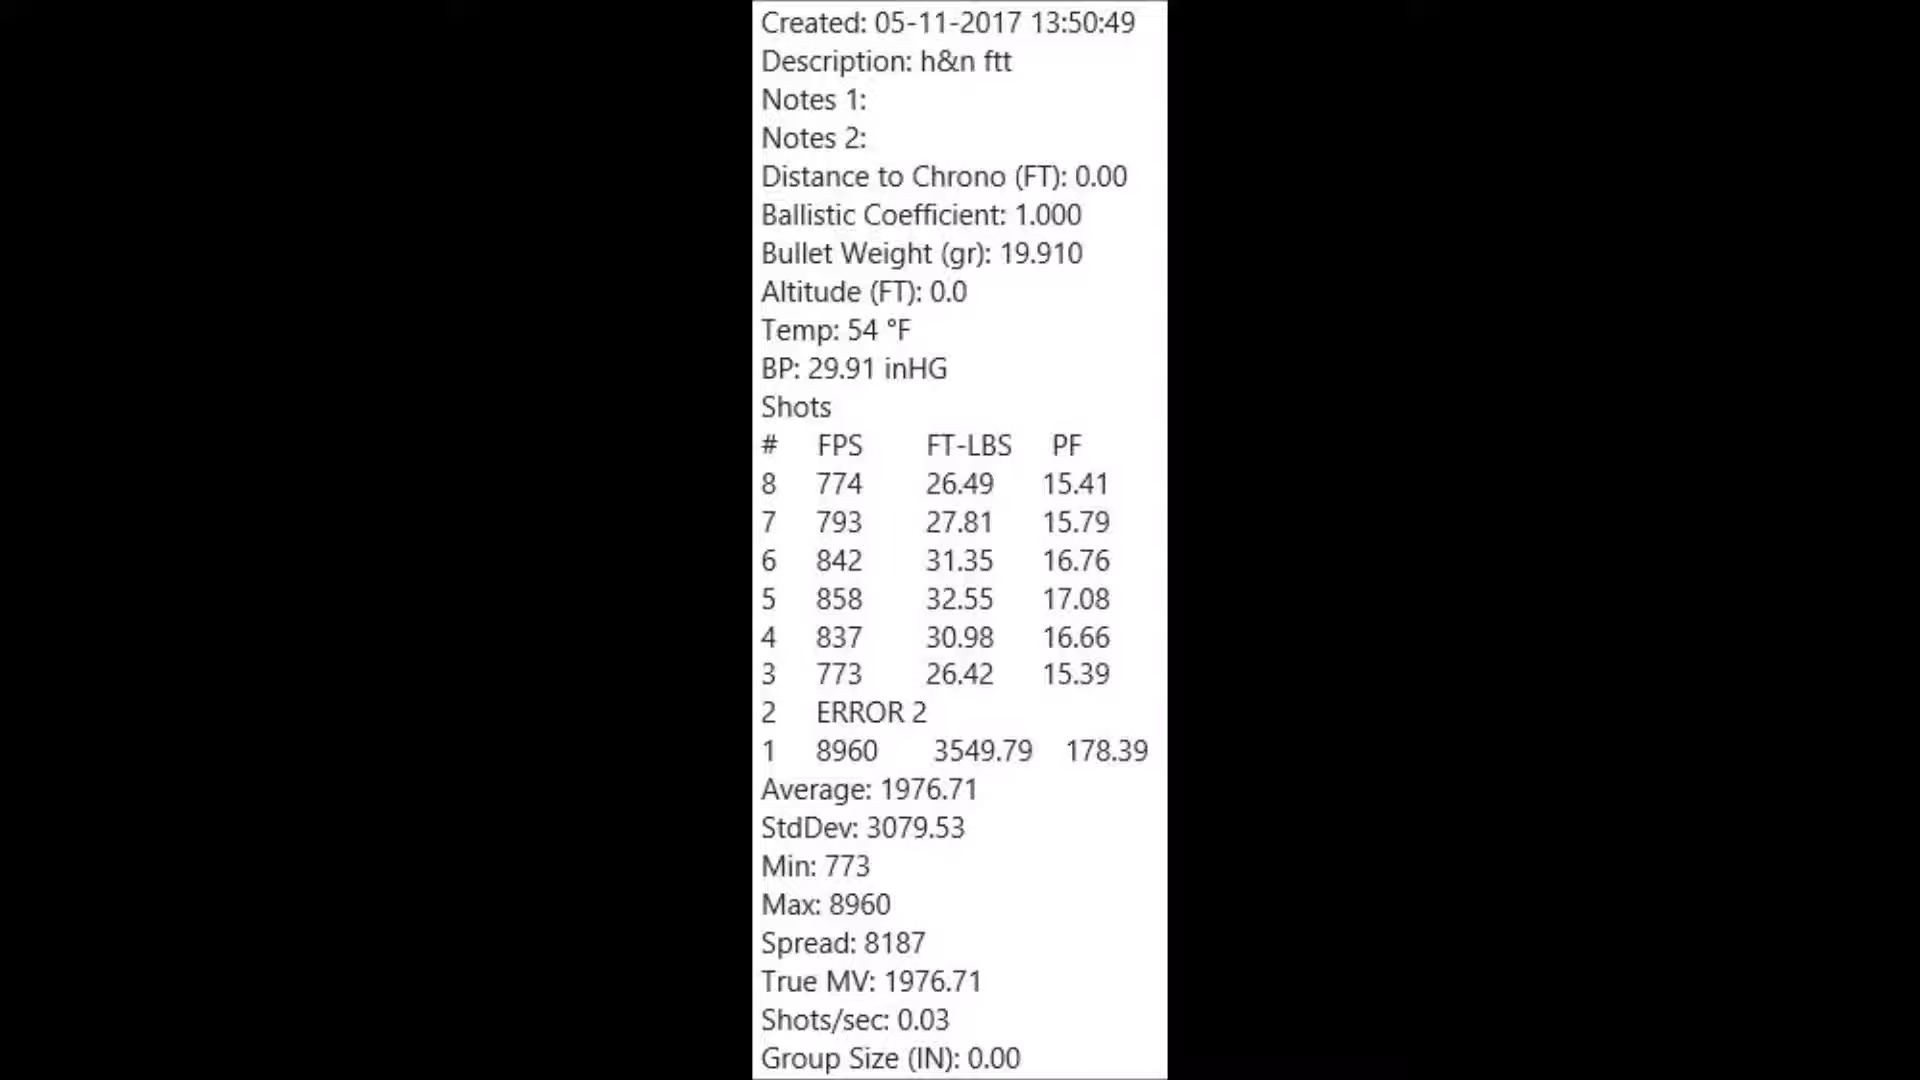 Created: 05-11-2017 13:50:49
Description: h&n ftt
Notes 1:
Notes 2:
Distance to Chrono (FT): 0.00
Ballistic Coefficient: 1.000
Bullet Weight (gr): 19.910
Altitude (FT): 0.0
Temp: 54 °F
BP: 29.91 inHG
Shots
# FPS FT-LBS PF
8 774 26.49 15.41
7 793 27.81 15.79
6 842 31.35 16.76
5 858 32.55 17.08
4 837 30.98 16.66
3 773 26.42 15.39
2 ERROR 2
1 8960 3549.79 178.39
Average: 1976.71
StdDev: 3079.53
Min: 773
Max: 8960
Spread: 8187
True MV: 1976.71
Shots/sec: 0.03
Group Size (IN): 0.00